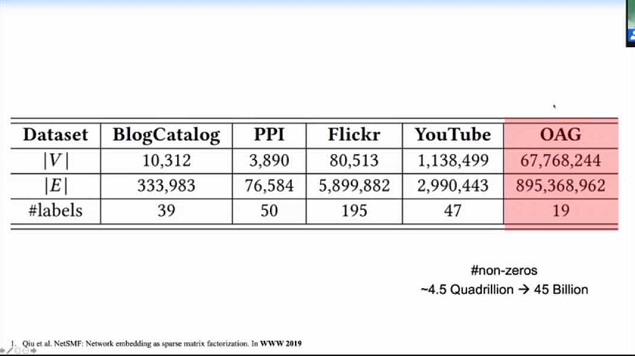 Dataset BlogCatalog PPI Flickr YouTube OAG
|V| 10,312 3,890 80,513 1,138,499 67,768,244
|E| 333,983 76,584 5,899,882 2,990,443 895,368,962
#labels 39 50 195 47 19
#non-zeros
~4.5 Quadrillion → 45 Billion
1. Qiu et al. NetSMF: Network embedding as sparse matrix factorization. In WWW 2019